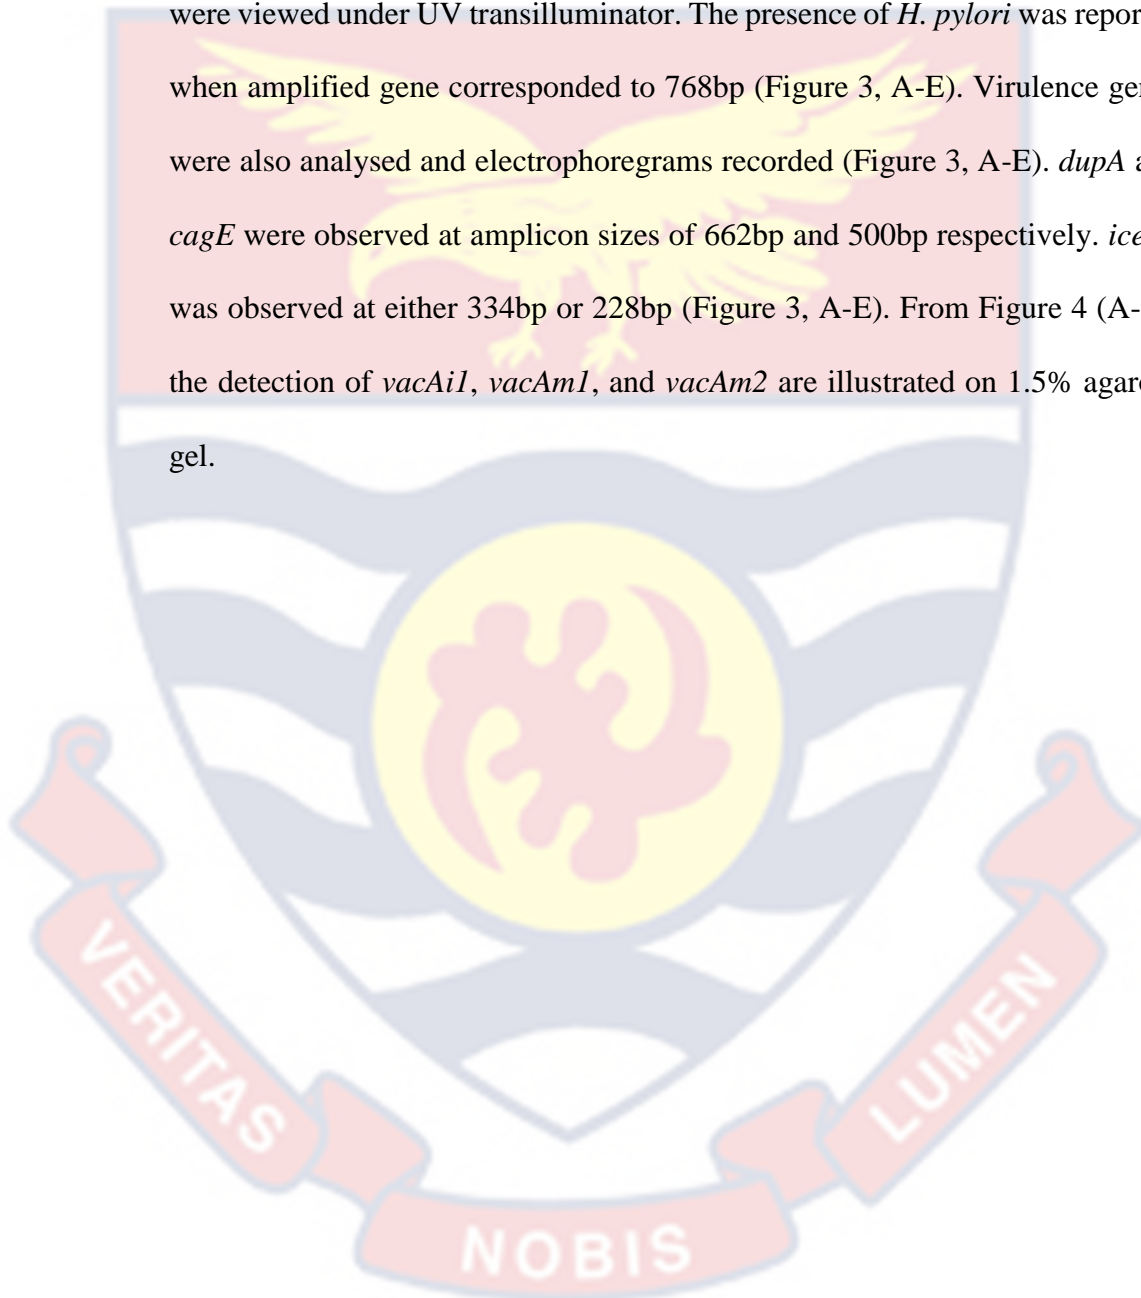 were viewed under UV transilluminator. The presence of H. pylori was repor
when amplified gene corresponded to 768bp (Figure 3, A-E). Virulence gen
were also analysed and electrophoregrams recorded (Figure 3, A-E). dupA a
cagE were observed at amplicon sizes of 662bp and 500bp respectively. ice
was observed at either 334bp or 228bp (Figure 3, A-E). From Figure 4 (A-
the detection of vacAi1, vacAm1, and vacAm2 are illustrated on 1.5% agaro
gel.
VERITAS
NOBIS
LUMEN